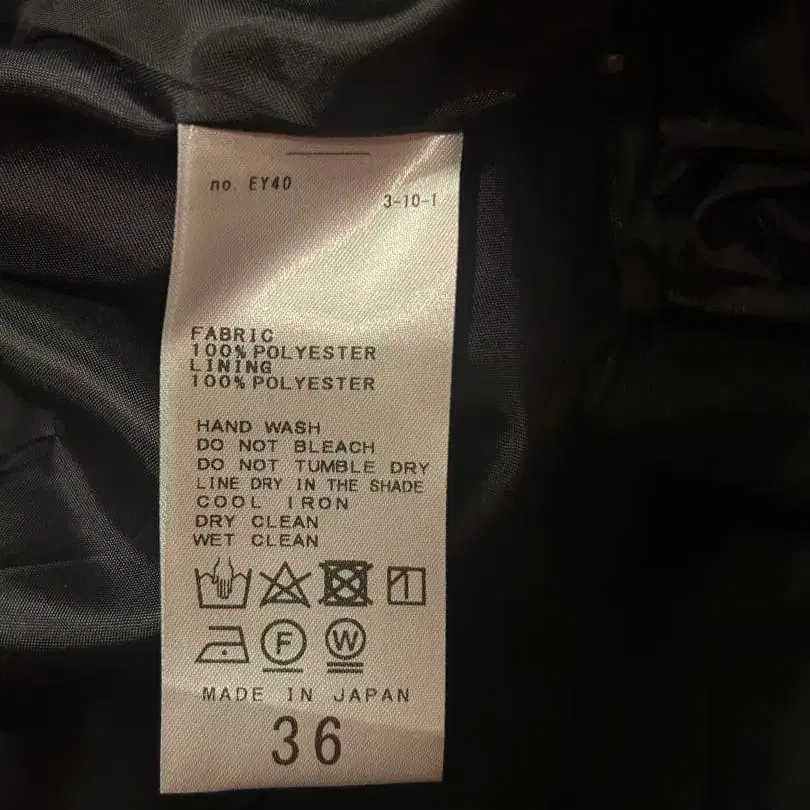 no. EY40
3-10-1
FABRIC
100% POLYESTER
LINING
100% POLYESTER
HAND WASH
DO NOT BLEACH
DO NOT TUMBLE DRY
LINE DRY IN THE SHADE
COOL IRON
DRY CLEAN
WET CLEAN
F W
MADE IN JAPAN
36